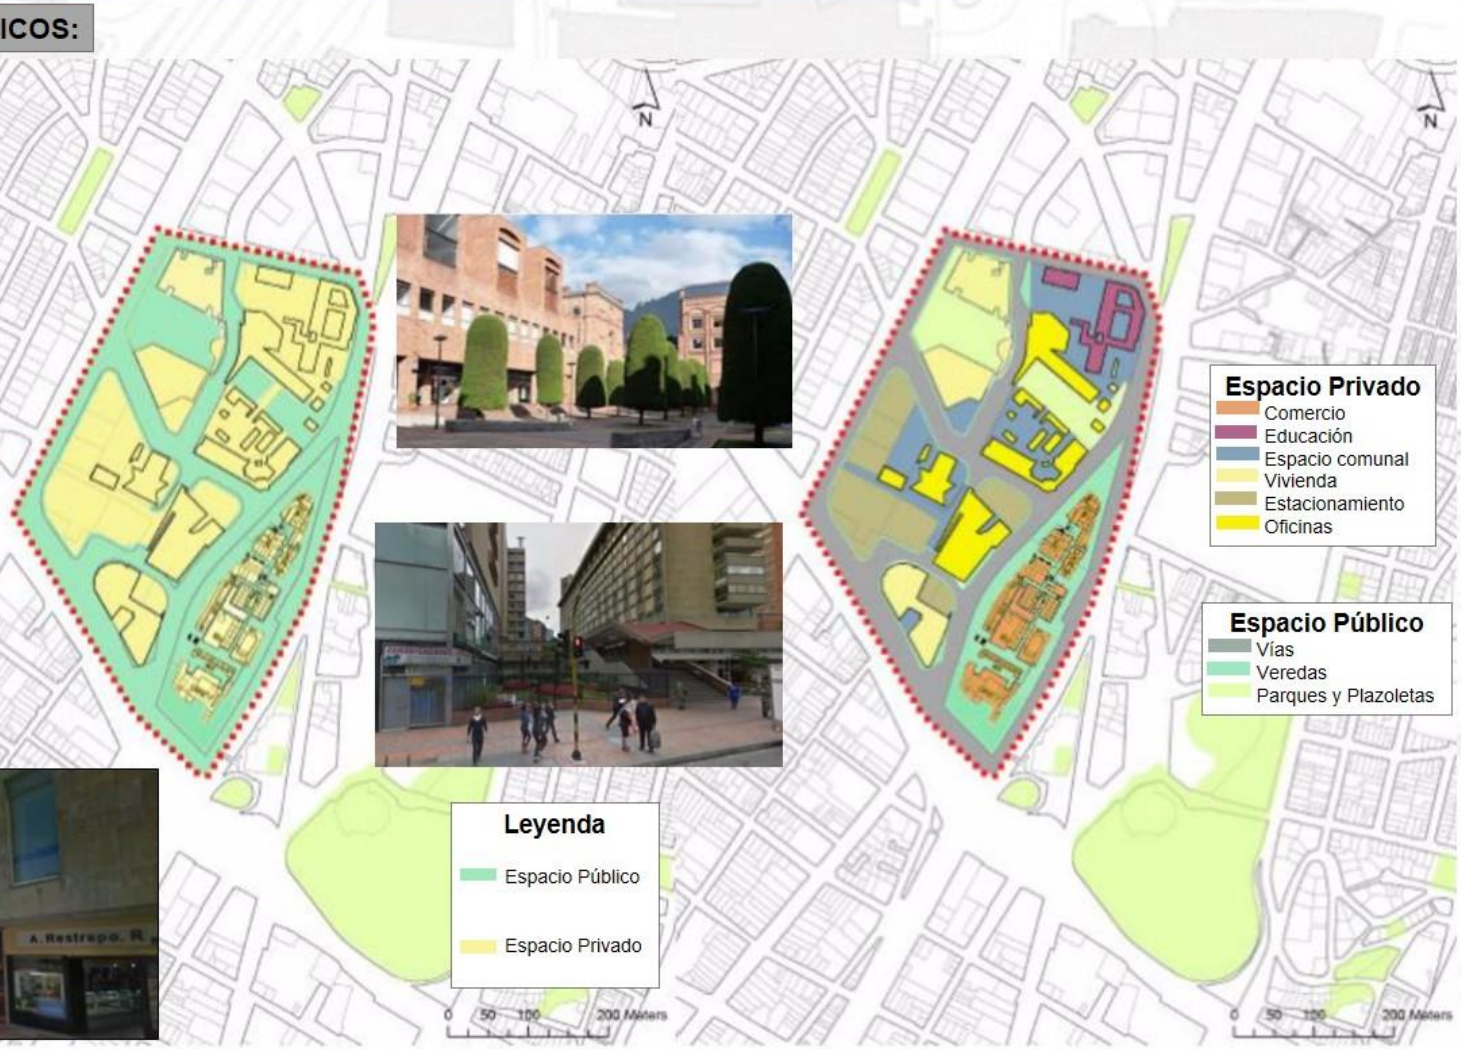 ICOS:
N
N
Espacio Privado
Comercio
Educación
Espacio comunal
Vivienda
Estacionamiento
Oficinas
Espacio Público
Vías
Veredas
Parques y Plazoletas
Leyenda
Espacio Público
Espacio Privado
A. Restrepo. R
0 50 100 200 Meters
0 50 100 200 Meters